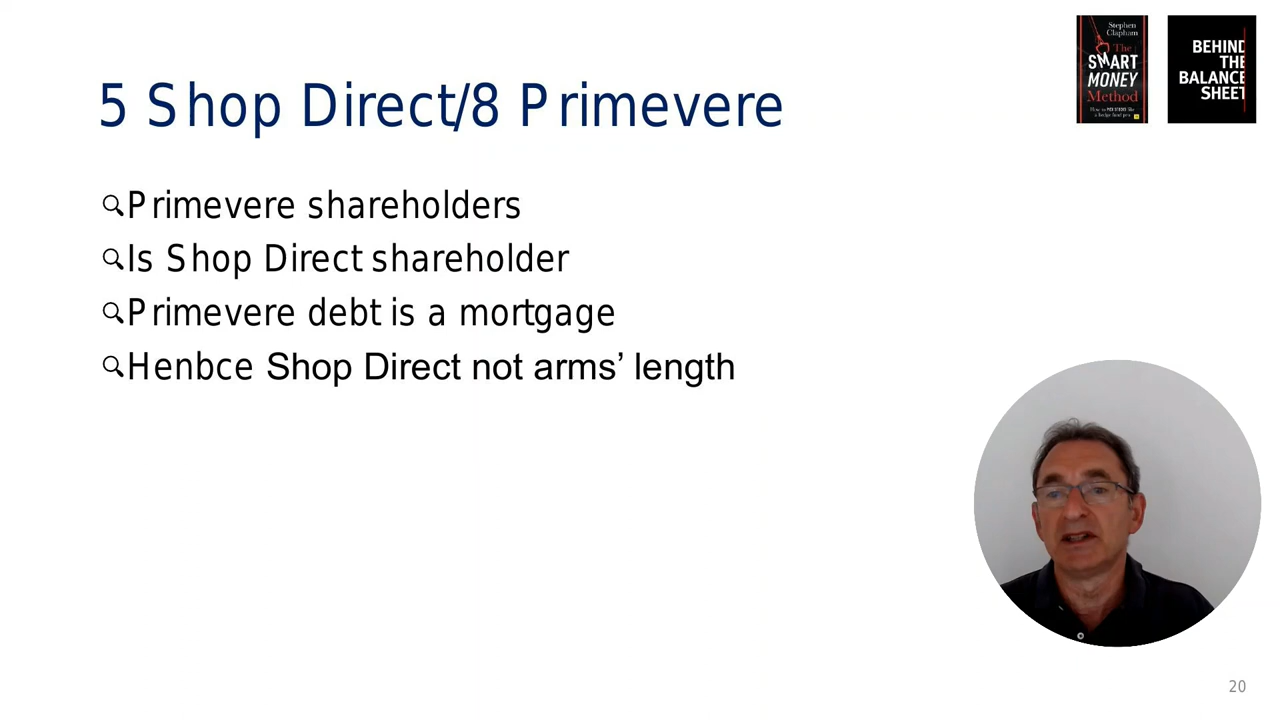 Stephen
Clapham
The
SMART
MONEY
Method
BEHIND
THE
BALANCE
SHEET
5 Shop Direct/8 Primevere
Primevere shareholders
Is Shop Direct shareholder
Primevere debt is a mortgage
Henbce Shop Direct not arms’ length
20